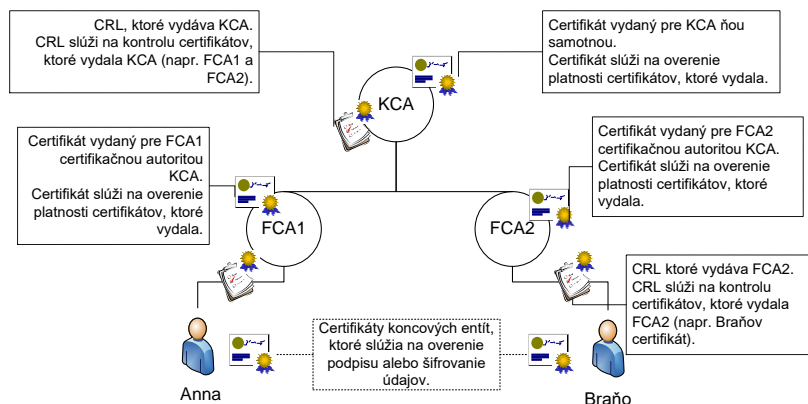 CRL, ktoré vydáva KCA.
CRL slúži na kontrolu certifikátov,
ktoré vydala KCA (napr. FCA1 a
FCA2).
Certifikát vydaný pre KCA ňou
samotnou.
Certifikát slúži na overenie
platnosti certifikátov, ktoré vydala.
KCA
Certifikát vydaný pre FCA1
certifikačnou autoritou
KCA.
Certifikát slúži na overenie
platnosti certifikátov, ktoré
vydala.
Certifikát vydaný pre FCA2
certifikačnou autoritou KCA.
Certifikát slúži na overenie
platnosti certifikátov, ktoré
vydala.
FCA1
FCA2
CRL ktoré vydáva FCA2.
CRL slúži na kontrolu
certifikátov, ktoré vydala
FCA2 (napr. Braňov
certifikát).
Certifikáty koncových entít,
ktoré slúžia na overenie
podpisu alebo šifrovanie
údajov.
Anna
Braňo